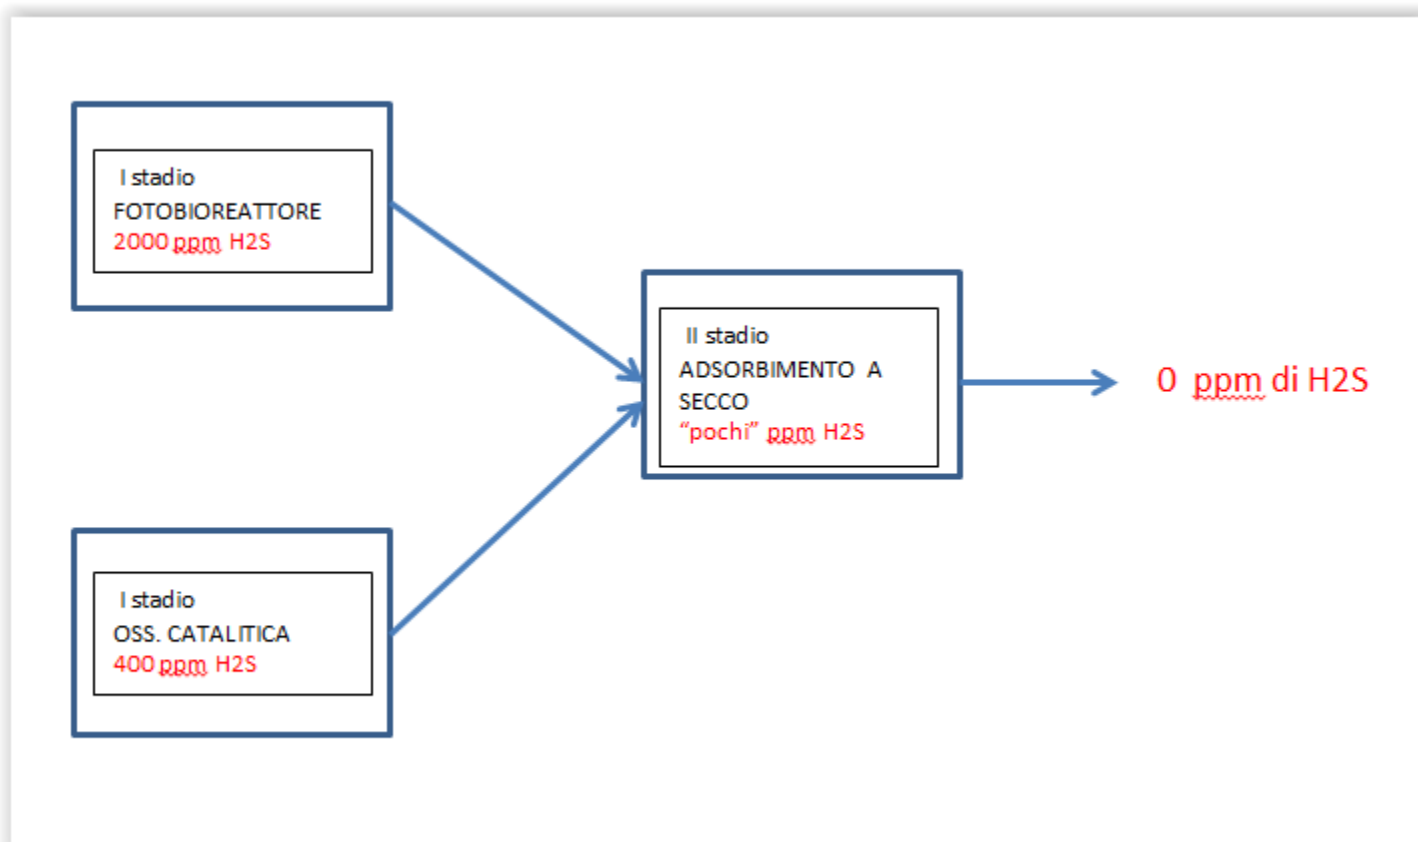 I stadio
FOTOBIOREATTORE
2000 ppm H2S
II stadio
ADSORBIMENTO A
SECCO
“pochi” ppm H2S
0 ppm di H2S
I stadio
OSS. CATALITICA
400 ppm H2S